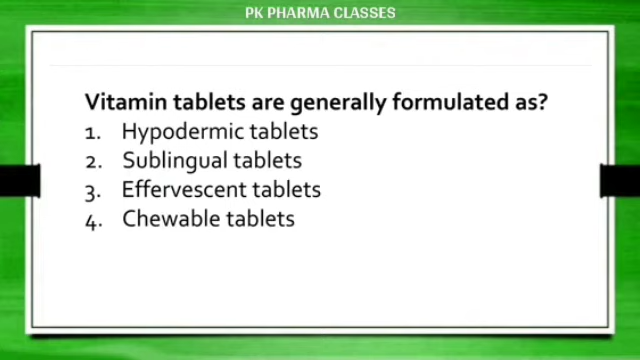 PK PHARMA CLASSES
Vitamin tablets are generally formulated as?
1. Hypodermic tablets
2. Sublingual tablets
3. Effervescent tablets
4. Chewable tablets